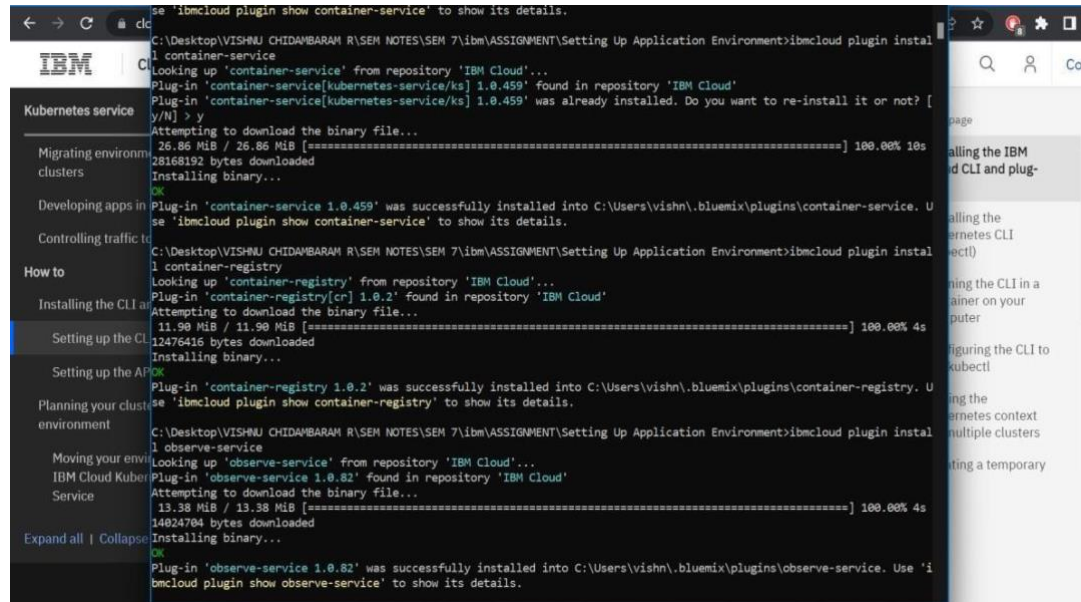 clc
IBM
Cl
Co
Kubernetes service
Migrating environm
clusters
Developing apps in
Controlling traffic to
How to
Installing the CLI an
Setting up the CL
Setting up the AP
Planning your cluste
environment
Moving your envi
IBM Cloud Kuber
Service
Expand all | Collapse
se 'ibmcloud plugin show container-service' to show its details.
C:\Desktop\VISHNU CHIDAMBARAM R\SEM NOTES\SEM 7\ibm\ASSIGNMENT\Setting Up Application Environment>ibmcloud plugin instal
l container-service
Looking up 'container-service' from repository 'IBM Cloud'...
Plug-in 'container-service[kubernetes-service/ks] 1.0.459' found in repository 'IBM Cloud'
Plug-in 'container-service[kubernetes-service/ks] 1.0.459' was already installed. Do you want to re-install it or not? [
y/N] > y
Attempting to download the binary file...
26.86 MiB / 26.86 MiB [=====================================================================] 100.00% 10s
28168192 bytes downloaded
Installing binary...
OK
Plug-in 'container-service 1.0.459' was successfully installed into C:\Users\vishn\.bluemix\plugins\container-service. U
se 'ibmcloud plugin show container-service' to show its details.
C:\Desktop\VISHNU CHIDAMBARAM R\SEM NOTES\SEM 7\ibm\ASSIGNMENT\Setting Up Application Environment>ibmcloud plugin instal
l container-registry
Looking up 'container-registry' from repository 'IBM Cloud'...
Plug-in 'container-registry[cr] 1.0.2' found in repository 'IBM Cloud'
Attempting to download the binary file...
11.90 MiB / 11.90 MiB [======================================================================] 100.00% 4s
12476416 bytes downloaded
Installing binary...
OK
Plug-in 'container-registry 1.0.2' was successfully installed into C:\Users\vishn\.bluemix\plugins\container-registry. U
se 'ibmcloud plugin show container-registry' to show its details.
C:\Desktop\VISHNU CHIDAMBARAM R\SEM NOTES\SEM 7\ibm\ASSIGNMENT\Setting Up Application Environment>ibmcloud plugin instal
l observe-service
Looking up 'observe-service' from repository 'IBM Cloud'...
Plug-in 'observe-service 1.0.82' found in repository 'IBM Cloud'
Attempting to download the binary file...
13.38 MiB / 13.38 MiB [======================================================================] 100.00% 4s
14024704 bytes downloaded
Installing binary...
OK
Plug-in 'observe-service 1.0.82' was successfully installed into C:\Users\vishn\.bluemix\plugins\observe-service. Use 'i
bmcloud plugin show observe-service' to show its details.
page
alling the IBM
d CLI and plug-
alling the
ernetes CLI
ectl)
ning the CLI in a
ainer on your
puter
figuring the CLI to
kubectl
ing the
ernetes context
multiple clusters
ting a temporary